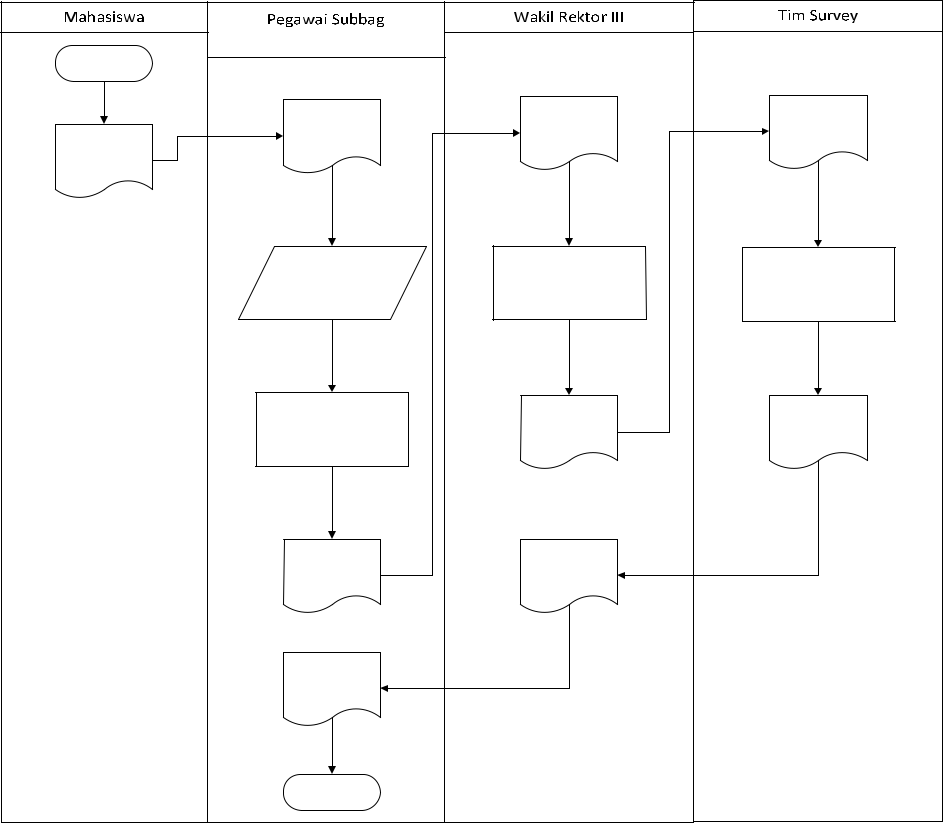 Mahasiswa
Pegawai Subbag
Wakil Rektor III
Tim Survey